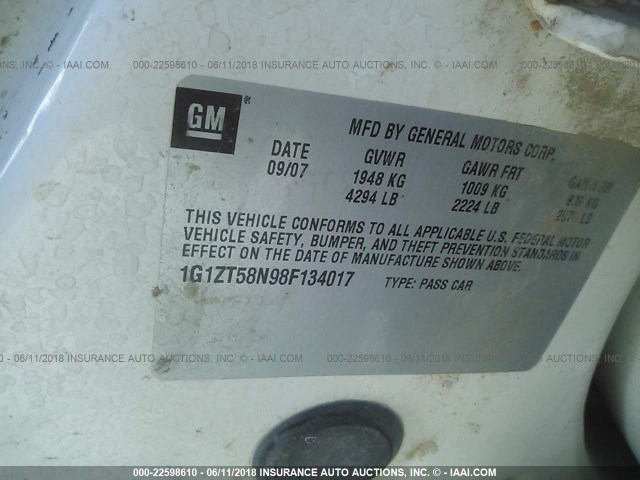 000-22598610 - 06/11/2018 INSURANCE AUTO AUCTIONS, INC. - © - IAAI.COM
GM ®
MFD BY GENERAL MOTORS CORP.
DATE GVWR GAWR FRT
09/07 1948 KG 1009 KG KG
4294 LB 2224 LB LB
THIS VEHICLE CONFORMS TO ALL APPLICABLE U.S. FEDERAL MOTOR
VEHICLE SAFETY, BUMPER, AND THEFT PREVENTION STANDARDS IN
EFFECT ON THE DATE OF MANUFACTURE SHOWN ABOVE.
1G1ZT58N98F134017 TYPE: PASS CAR
000-22598610 - 06/11/2018 INSURANCE AUTO AUCTIONS, INC. - © - IAAI.COM
000-22598610 - 06/11/2018 INSURANCE AUTO AUCTIONS, INC. - © - IAAI.COM